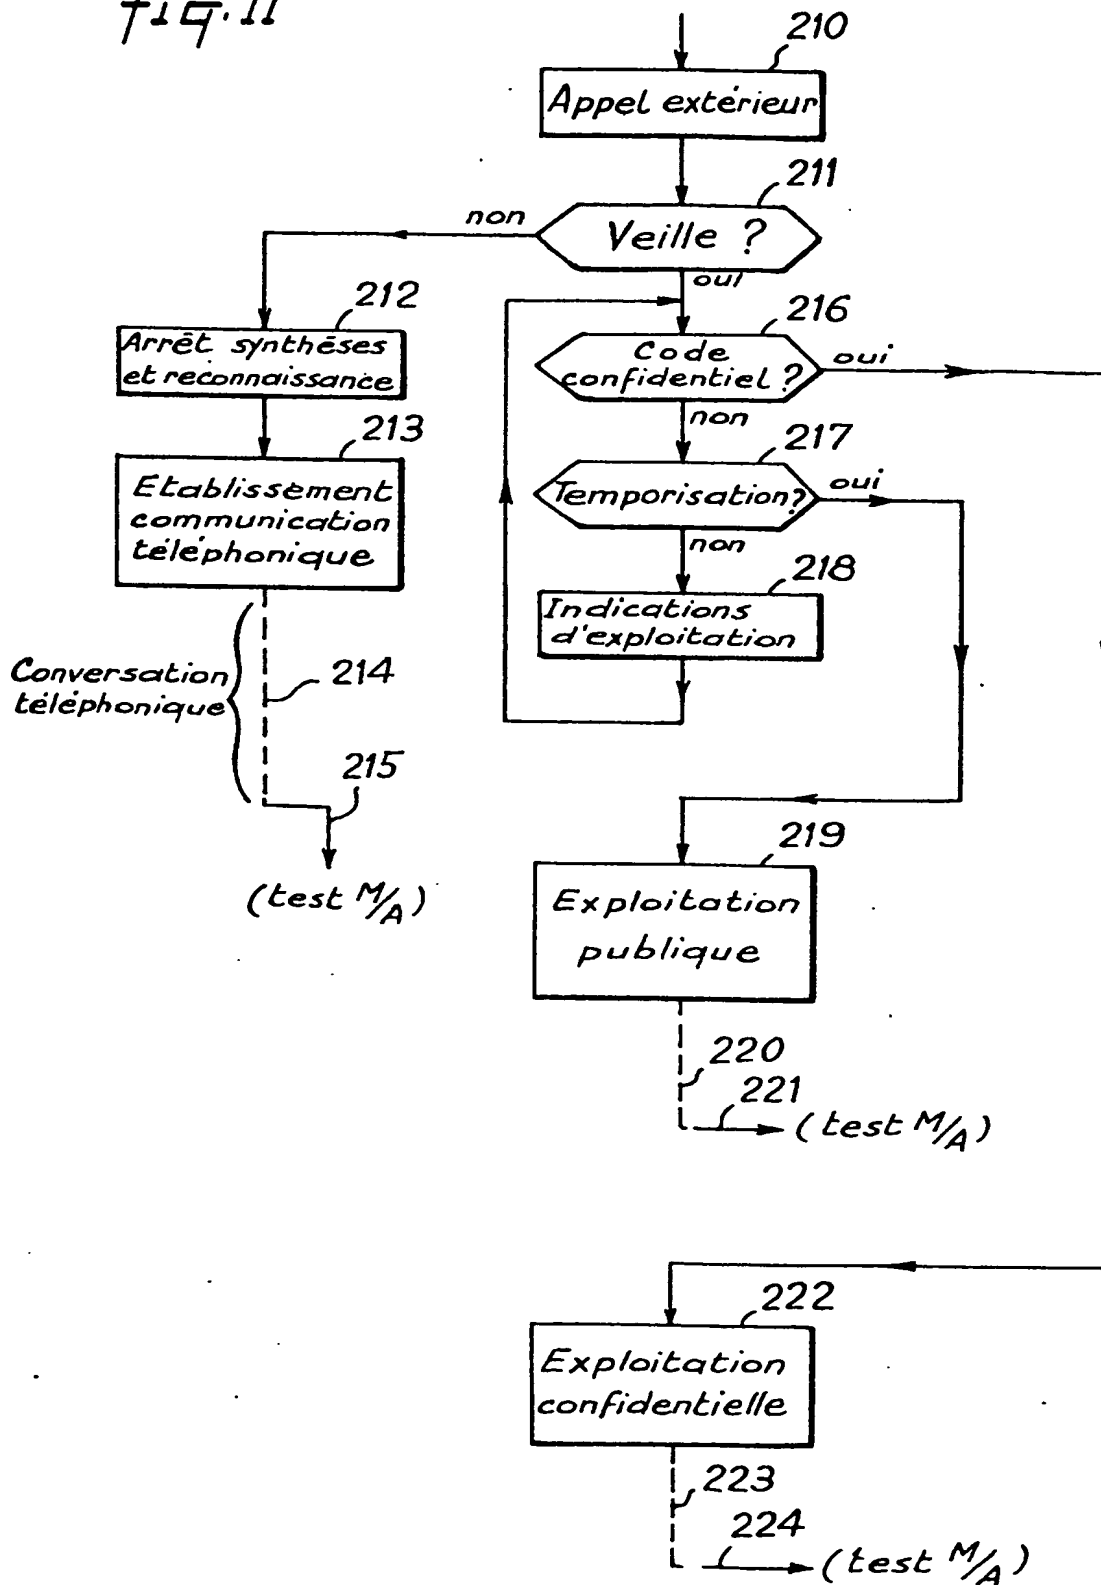 Fig. 11
210
Appel extérieur
211
non
Veille ?
oui
212
Arrêt synthèses
et reconnaissance
216
Code
confidentiel ?
oui
non
213
Etablissement
communication
téléphonique
217
Temporisation?
oui
non
218
Indications
d'exploitation
Conversation
téléphonique
214
215
(test M/A)
219
Exploitation
publique
220
221
(test M/A)
222
Exploitation
confidentielle
223
224
(test M/A)